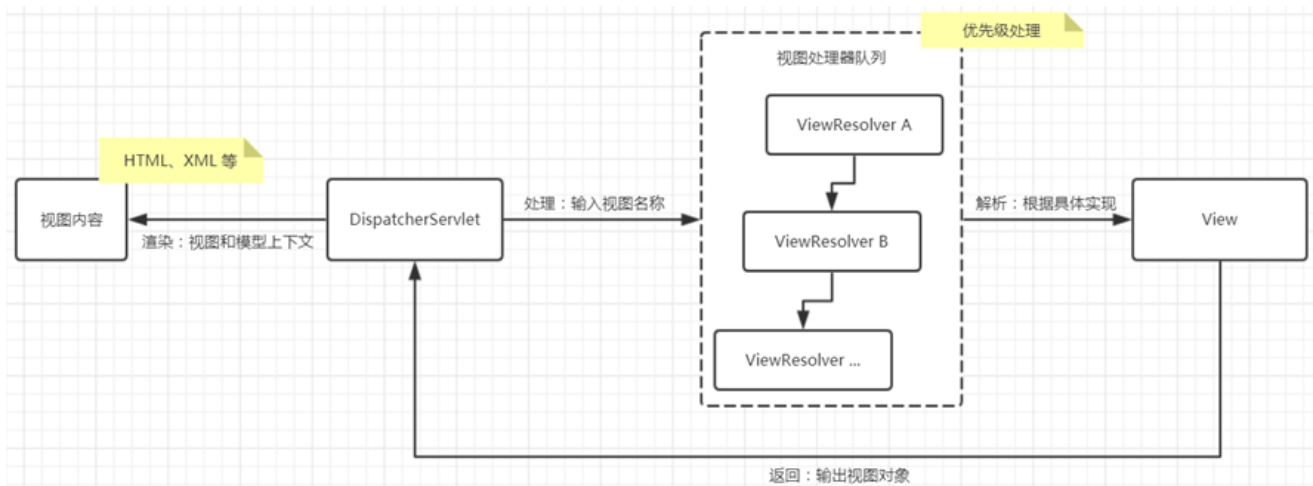 优先级处理
视图处理器队列
ViewResolver A
HTML、XML 等
视图内容
DispatcherServlet
处理：输入视图名称
解析：根据具体实现
View
渲染：视图和模型上下文
ViewResolver B
ViewResolver ...
返回：输出视图对象